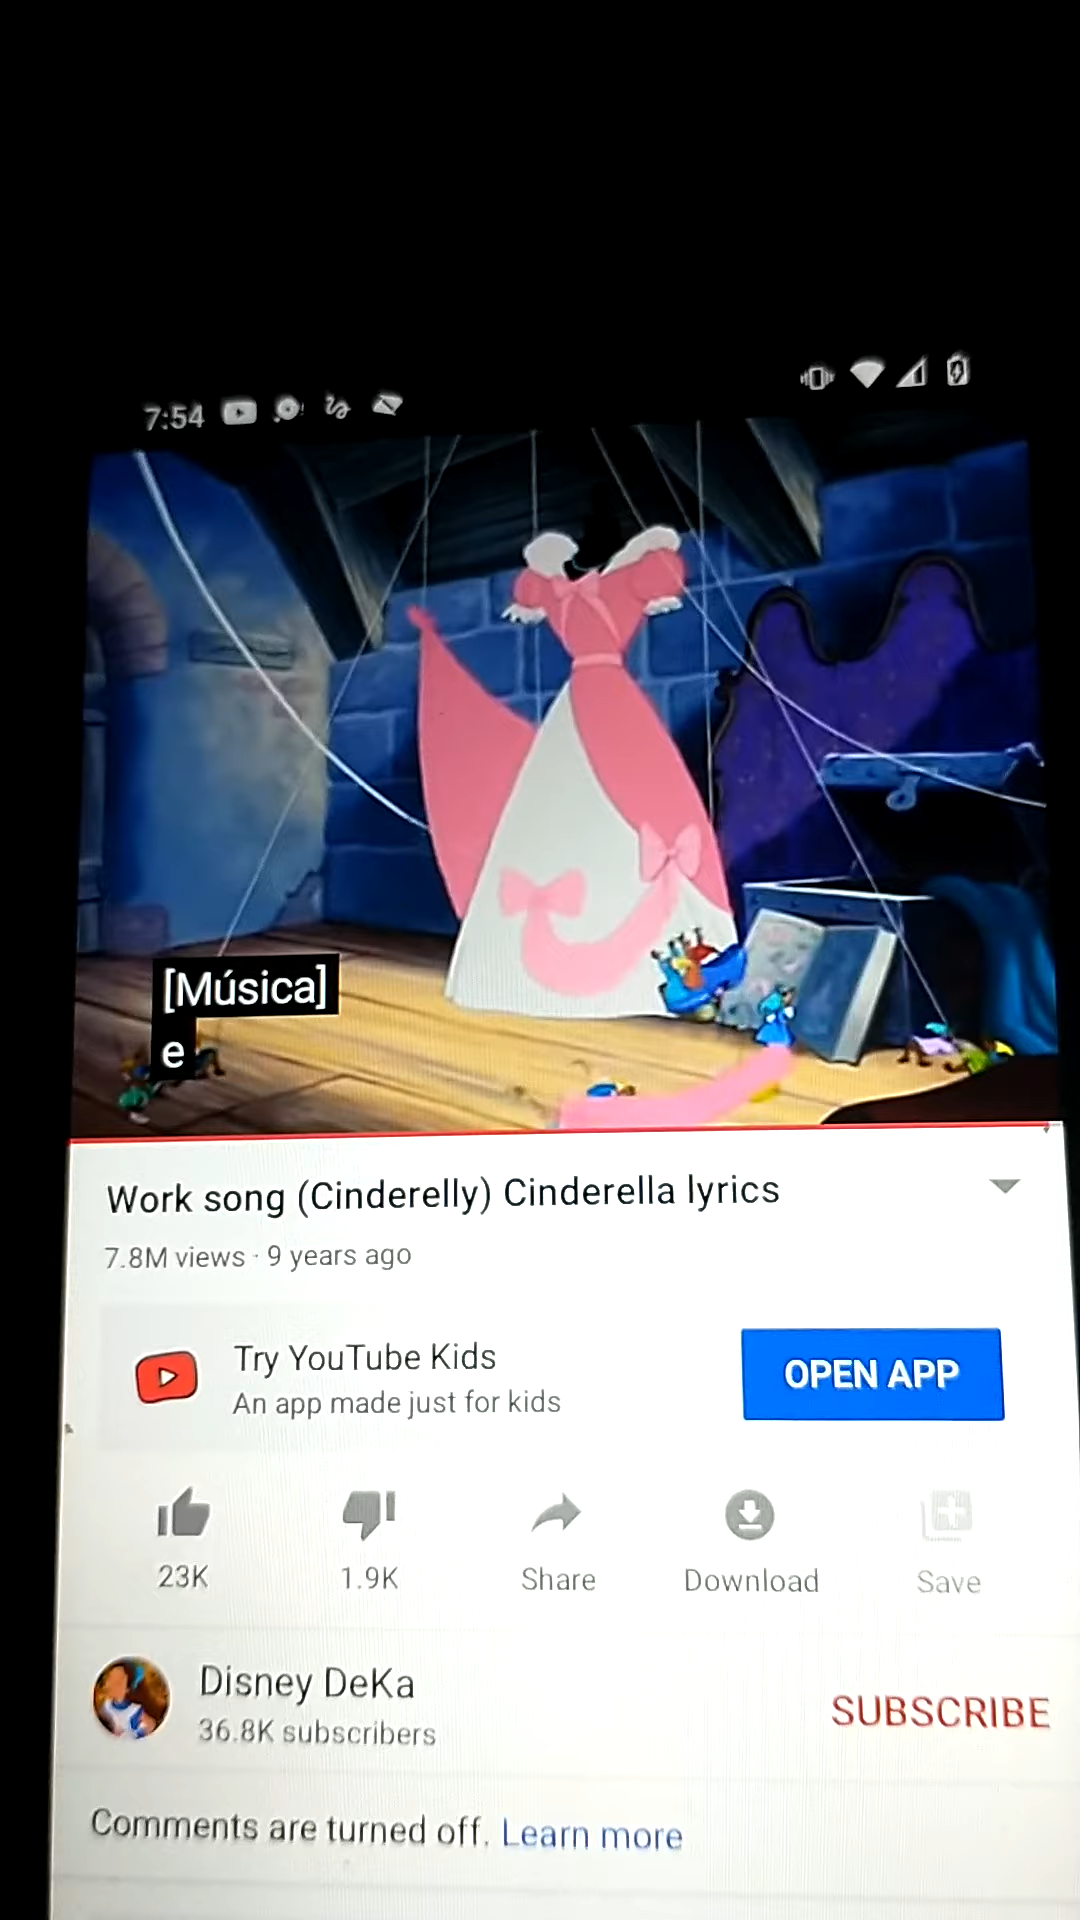 7:54
[Música]
e
Work song (Cinderelly) Cinderella lyrics
7.8M views · 9 years ago
Try YouTube Kids
An app made just for kids
OPEN APP
23K
1.9K
Share
Download
Save
Disney DeKa
36.8K subscribers
SUBSCRIBE
Comments are turned off. Learn more